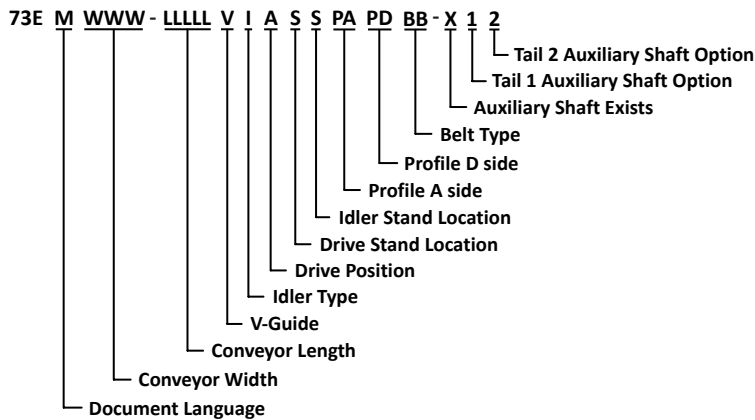 73E M WWW - LLLLL V I A S S PA PD BB - X 1 2
Tail 2 Auxiliary Shaft Option
Tail 1 Auxiliary Shaft Option
Auxiliary Shaft Exists
Belt Type
Profile D side
Profile A side
Idler Stand Location
Drive Stand Location
Drive Position
Idler Type
V-Guide
Conveyor Length
Conveyor Width
Document Language